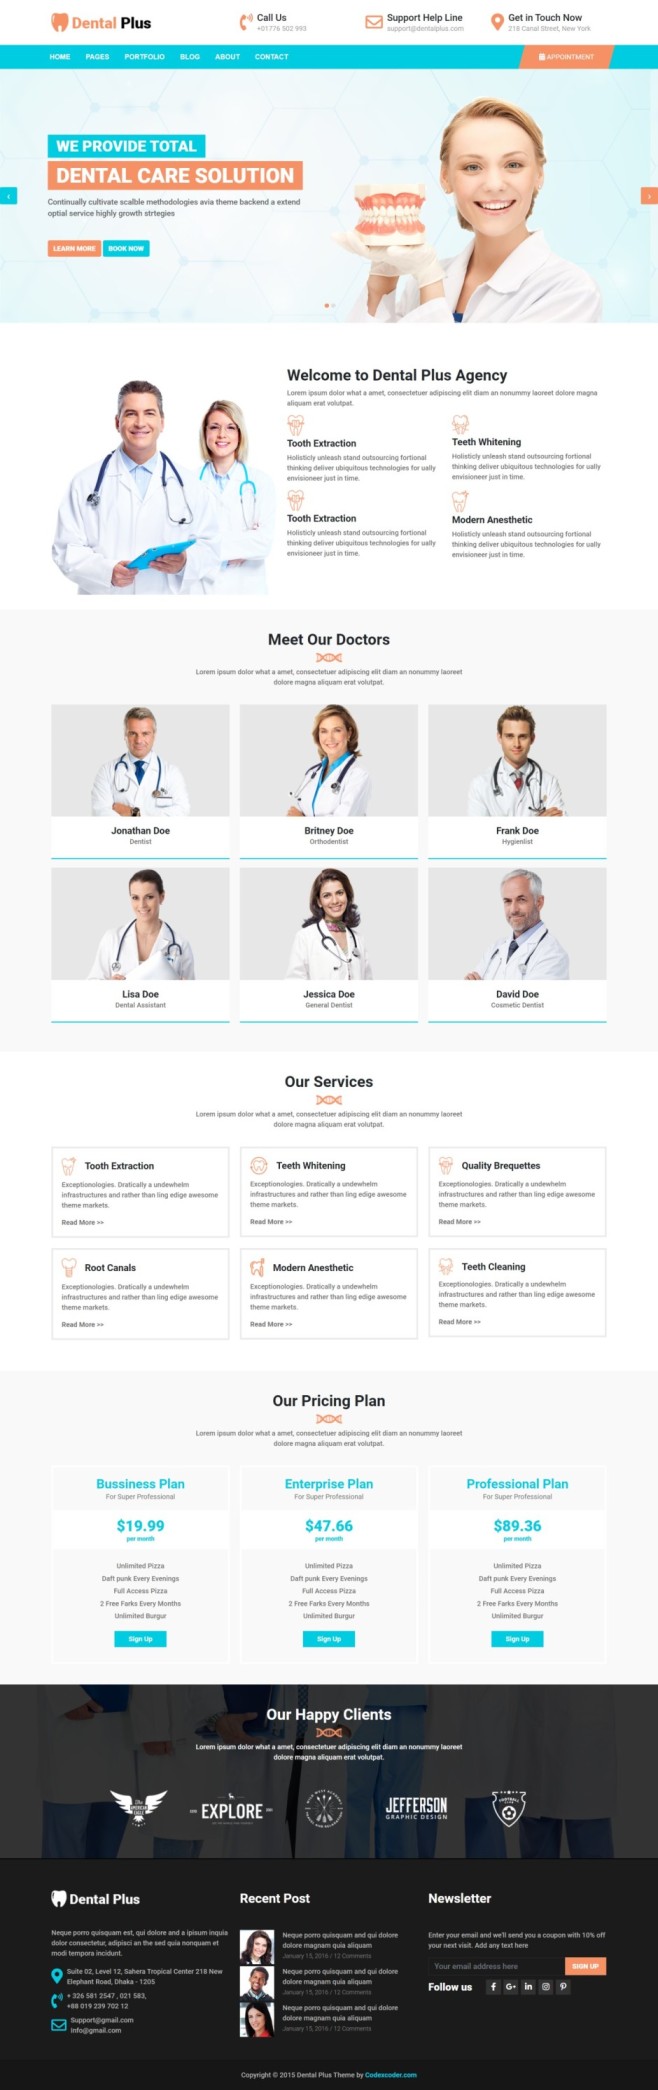 Dental Plus
Call Us
+01776 502 993
Support Help Line
support@dentalplus.com
Get in Touch Now
218 Canal Street, New York
HOME PAGES PORTFOLIO BLOG ABOUT CONTACT
APPOINTMENT
WE PROVIDE TOTAL
DENTAL CARE SOLUTION
Continually cultivate scalble methodologies avia theme backend a extend
optial service highly growth strtegies
LEARN MORE BOOK NOW
Welcome to Dental Plus Agency
Lorem ipsum dolor what a amet, consectetuer adipiscing elit diam an nonummy laoreet dolore magna
aliquam erat volutpat.
Tooth Extraction
Holisticly unleash stand outsourcing fortional
thinking deliver ubiquitous technologies for ually
envisioneer just in time.
Teeth Whitening
Holisticly unleash stand outsourcing fortional
thinking deliver ubiquitous technologies for ually
envisioneer just in time.
Tooth Extraction
Holisticly unleash stand outsourcing fortional
thinking deliver ubiquitous technologies for ually
envisioneer just in time.
Modern Anesthetic
Holisticly unleash stand outsourcing fortional
thinking deliver ubiquitous technologies for ually
envisioneer just in time.
Meet Our Doctors
Lorem ipsum dolor what a amet, consectetuer adipiscing elit diam an nonummy laoreet
dolore magna aliquam erat volutpat.
Jonathan Doe
Dentist
Britney Doe
Orthodentist
Frank Doe
Hygienlist
Lisa Doe
Dental Assistant
Jessica Doe
General Dentist
David Doe
Cosmetic Dentist
Our Services
Lorem ipsum dolor what a amet, consectetuer adipiscing elit diam an nonummy laoreet
dolore magna aliquam erat volutpat.
Tooth Extraction
Exceptionologies. Dratically a undewhelm
infrastructures and rather than ling edige awesome
theme markets.
Read More >>
Teeth Whitening
Exceptionologies. Dratically a undewhelm
infrastructures and rather than ling edige awesome
theme markets.
Read More >>
Quality Brequettes
Exceptionologies. Dratically a undewhelm
infrastructures and rather than ling edige awesome
theme markets.
Read More >>
Root Canals
Exceptionologies. Dratically a undewhelm
infrastructures and rather than ling edige awesome
theme markets.
Read More >>
Modern Anesthetic
Exceptionologies. Dratically a undewhelm
infrastructures and rather than ling edige awesome
theme markets.
Read More >>
Teeth Cleaning
Exceptionologies. Dratically a undewhelm
infrastructures and rather than ling edige awesome
theme markets.
Read More >>
Our Pricing Plan
Lorem ipsum dolor what a amet, consectetuer adipiscing elit diam an nonummy laoreet
dolore magna aliquam erat volutpat.
Bussiness Plan
For Super Professional
$19.99
per month
Unlimited Pizza
Daft punk Every Evenings
Full Access Pizza
2 Free Farks Every Months
Unlimited Burgur
Sign Up
Enterprise Plan
For Super Professional
$47.66
per month
Unlimited Pizza
Daft punk Every Evenings
Full Access Pizza
2 Free Farks Every Months
Unlimited Burgur
Sign Up
Professional Plan
For Super Professional
$89.36
per month
Unlimited Pizza
Daft punk Every Evenings
Full Access Pizza
2 Free Farks Every Months
Unlimited Burgur
Sign Up
Our Happy Clients
Lorem ipsum dolor what a amet, consectetuer adipiscing elit diam an nonummy laoreet
dolore magna aliquam erat volutpat.
The
AMERICAN
EAGLE
EXPLORE
JEFFERSON
GRAPHIC DESIGN
FOOTBALL
Dental Plus
Neque porro quisquam est, qui dolore and a ipsum inquis
dolor consectetur, adipisci an the sed quia nonquam et
modi tempora incidunt.
Suite 02, Level 12, Sahera Tropical Center 218 New
Elephant Road, Dhaka - 1205
+ 326 581 2547 , 021 583,
+88 019 239 702 12
Support@gmail.com
info@gmail.com
Recent Post
Neque porro quisquam and qui dolore
dolore magnam quia aliquam
January 15, 2016 / 12 Comments
Neque porro quisquam and qui dolore
dolore magnam quia aliquam
January 15, 2016 / 12 Comments
Neque porro quisquam and qui dolore
dolore magnam quia aliquam
January 15, 2016 / 12 Comments
Newsletter
Enter your email and we'll send you a coupon with 10% off
your next visit. Add any text here
Your email address here
SIGN UP
Follow us
Copyright © 2015 Dental Plus Theme by Codexcoder.com